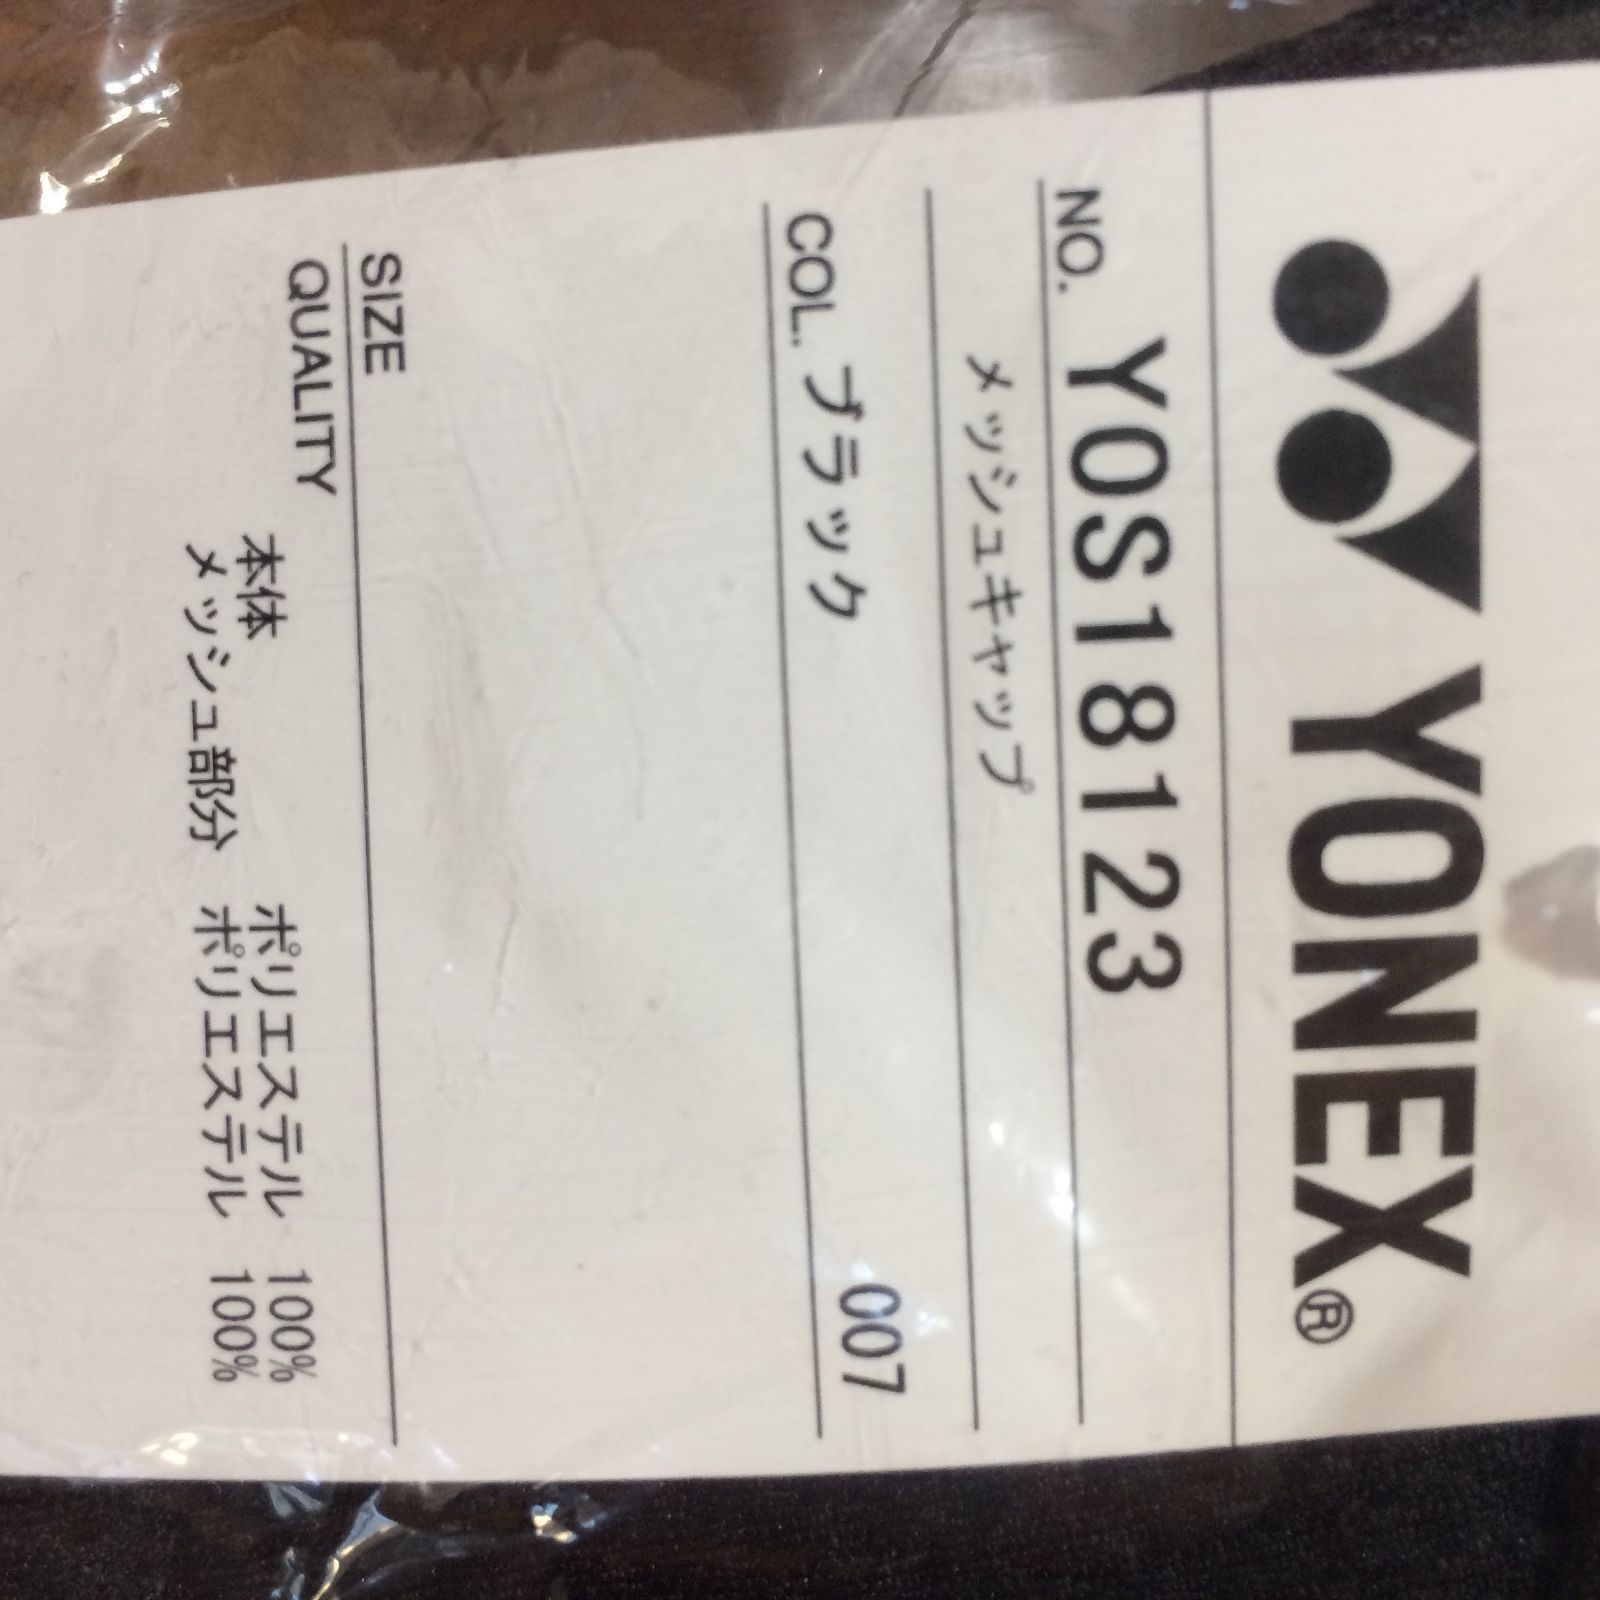 YONEX®
NO. YOS18123
メッシュキャップ
COL. ブラック 007
SIZE
QUALITY
本体 ポリエステル 100%
メッシュ部分 ポリエステル 100%